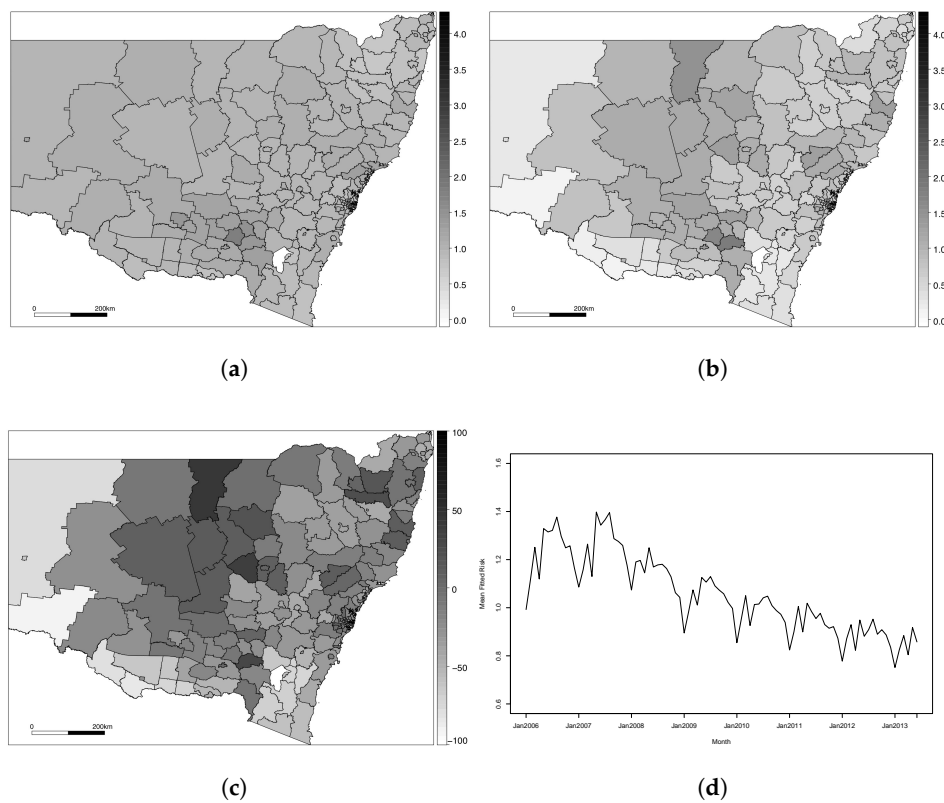 4.0
3.5
3.0
2.5
2.0
1.5
1.0
0.5
0.0
0 200km
(a)
4.0
3.5
3.0
2.5
2.0
1.5
1.0
0.5
0.0
0 200km
(b)
100
50
0
−50
−100
0 200km
(c)
1.6
1.4
1.2
1.0
0.8
0.6
Mean Fitted Risk
Jan2006 Jan2007 Jan2008 Jan2009 Jan2010 Jan2011 Jan2012 Jan2013
Month
(d)